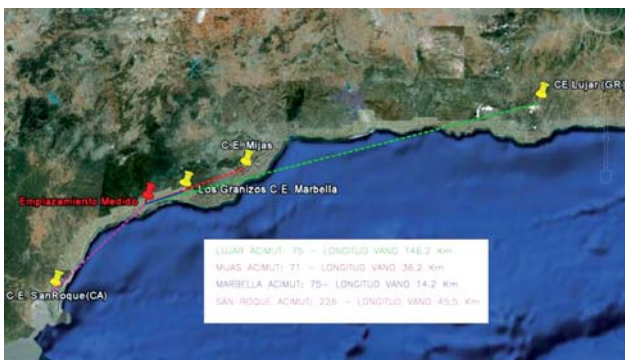 CE Lujar (GR)
C.E. Mijas
Los Granizos C.E. Marbella
Emplazamiento Medido
C.E. SanRoque(CA)
LUJAR ACIMUT: 75 - LONGITUD VANO 146.2 Km
MIJAS ACIMUT: 71 - LONGITUD VANO 36.2 Km
MARBELLA ACIMUT: 75- LONGITUD VANO 14.2 Km
SAN ROQUE ACIMUT: 226 - LONGITUD VANO 45.5 Km